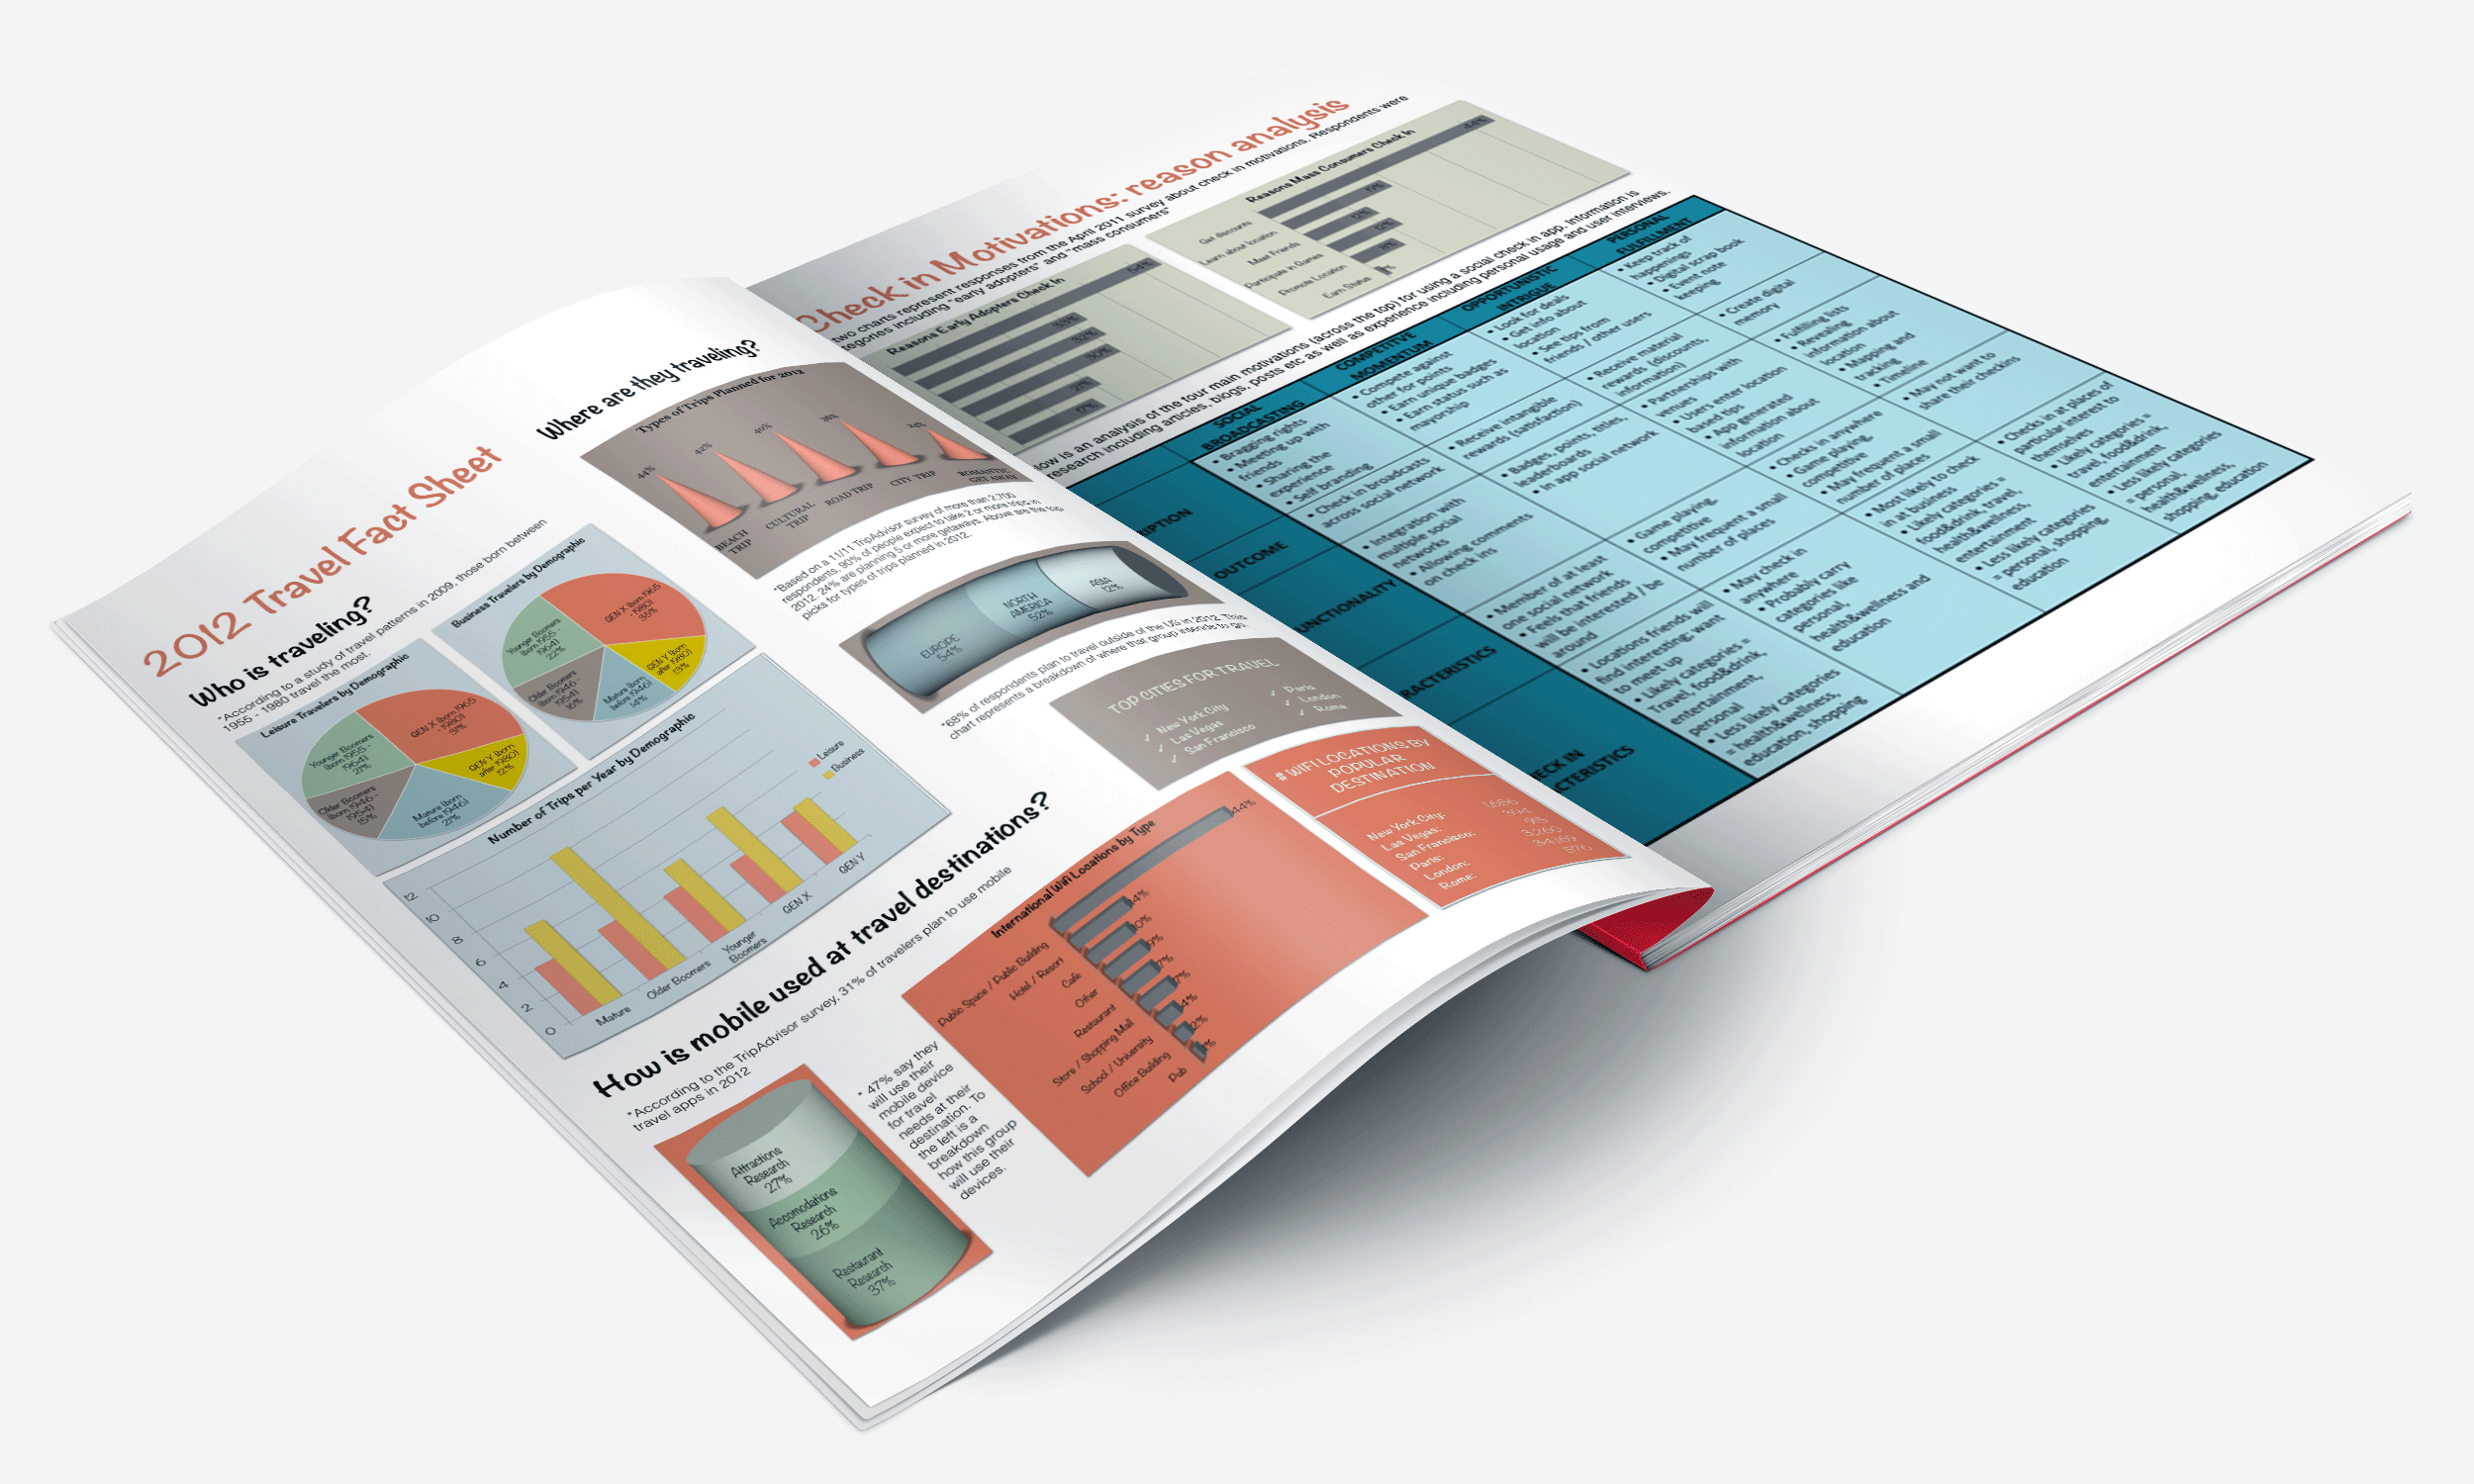 2012 Travel Fact Sheet
Who is traveling?
*According to a study of travel patterns in 2009, those born between
1955 - 1980 travel the most.
Leisure Travelers by Demographic
GEN X (born 1965
- 1980)
31%
GEN Y (born
after 1980)
12%
Mature (born
before 1946)
21%
Older Boomers
(born 1946 -
1954)
15%
Younger Boomers
(born 1955 -
1964)
21%
Business Travelers by Demographic
GEN X (born 1965
- 1980)
35%
GEN Y (born
after 1980)
13%
Mature (born
before 1946)
14%
Older Boomers
(born 1946 -
1954)
16%
Younger Boomers
(born 1955 -
1964)
22%
Number of Trips per Year by Demographic
12
10
8
6
4
2
0
Mature
Older Boomers
Younger
Boomers
GEN X
GEN Y
Leisure
Business
Where are they traveling?
Types of Trips Planned for 2012
44%
42%
40%
38%
34%
BEACH
TRIP
CULTURAL
TRIP
ROAD TRIP
CITY TRIP
ROMANTIC
GET AWAY
*Based on a 11/11 TripAdvisor survey of more than 2,700
respondents, 90% of people expect to take 2 or more trips in
2012. 24% are planning 5 or more getaways. Above are the top
picks for types of trips planned in 2012.
EUROPE
54%
NORTH
AMERICA
52%
ASIA
12%
*68% of respondents plan to travel outside of the US in 2012. This
chart represents a breakdown of where that group intends to go.
TOP CITIES FOR TRAVEL
✓ New York City
✓ Las Vegas
✓ San Fransisco
✓ Paris
✓ London
✓ Rome
How is mobile used at travel destinations?
*According to the TripAdvisor survey, 31% of travelers plan to use mobile
travel apps in 2012
Attractions
Research
27%
Accomodations
Research
26%
Restaurant
Research
37%
* 47% say they
will use their
mobile device
for travel
needs at their
destination. To
the left is a
breakdown
how this group
will use their
devices.
International Wifi Locations by Type
Public Space / Public Building
Hotel / Resort
Cafe
Other
Restaurant
Store / Shopping Mall
School / University
Office Building
Pub
44%
7%
7%
4%
2%
# WIFI LOCATIONS BY
POPULAR
DESTINATION
New York City:
Las Vegas:
San Fransisco:
Paris:
London:
Rome:
915
3,260
34,169
576
Check in Motivations: reason analysis
two charts represent responses from the April 2011 survey about check in motivations. Respondents were
including "early adopters" and "mass consumers"
Reasons Early Adopters Check In
54%
33%
32%
30%
21%
17%
Reasons Mass Consumers Check In
Get discounts
Learn about location
Meet Friends
Participate in Games
Promote Location
Earn Status
44%
is an analysis of the four main motivations (across the top) for using a social check in app. Information is
research including articles, blogs, posts etc as well as experience including personal usage and user interviews.
SOCIAL
BROADCASTING
COMPETITIVE
MOMENTUM
OPPORTUNISTIC
INTRIGUE
PERSONAL
FULFILLMENT
• Bragging rights
• Meeting up with
friends
• Sharing the
experience
• Self branding
• Compete against
other for points
• Earn unique badges
• Earn status such as
mayorship
• Look for deals
• Get info about
location
• See tips from
friends / other users
• Keep track of
happenings
• Digital scrap book
• Event note
keeping
OUTCOME
• Check in broadcasts
across social network
• Receive intangible
rewards (satisfaction)
• Receive material
rewards (discounts,
information)
• Create digital
memory
• Integration with
multiple social
networks
• Allowing comments
on check ins
• Badges, points, titles,
leaderboards
• In app social network
• Partnerships with
venues
• Users enter location
based tips
• App generated
information about
location
• Fulfilling lists
• Revealing
information about
location
• Mapping and
tracking
• Timeline
• Member of at least
one social network
• Feels that friends
will be interested / be
around
• Game playing,
competitive
• May frequent a small
number of places
• Checks in anywhere
• Game playing,
competitive
• May frequent a small
number of places
• May not want to
share their checkins
• Locations friends will
find interesting; want
to meet up
• Likely categories =
Travel, food&drink,
entertainment,
personal
• Less likely categories
= health&wellness,
education, shopping
• May check in
anywhere
• Probably carry
categories like
personal,
health&wellness and
education
• Most likely to check
in at business
• Likely categories =
food&drink, travel,
health&wellness,
entertainment
• Less likely categories
= personal, shopping,
education
• Checks in at places of
particular interest to
themselves
• Likely categories =
travel, food&drink,
entertainment
• Less likely categories
= personal,
health&wellness,
shopping, education